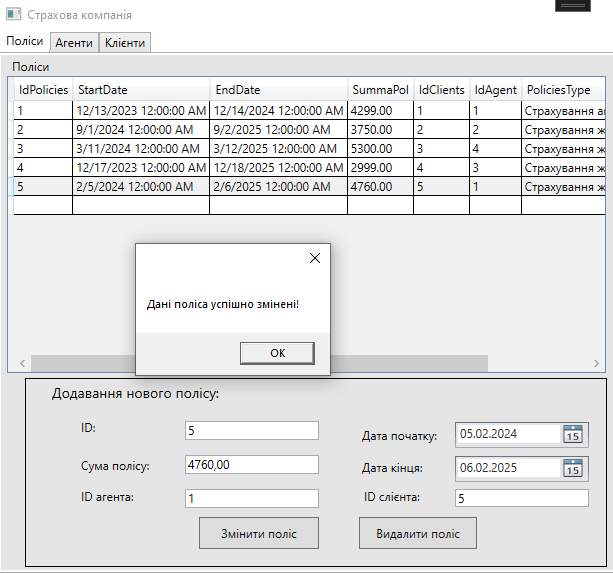 Страхова компанія
Поліси Агенти Клієнти
Поліси
IdPolicies StartDate EndDate SummaPol IdClients IdAgent PoliciesType
1 12/13/2023 12:00:00 AM 12/14/2024 12:00:00 AM 4299.00 1 1 Страхування а
2 9/1/2024 12:00:00 AM 9/2/2025 12:00:00 AM 3750.00 2 2 Страхування ж
3 3/11/2024 12:00:00 AM 3/12/2025 12:00:00 AM 5300.00 3 4 Страхування ж
4 12/17/2023 12:00:00 AM 12/18/2025 12:00:00 AM 2999.00 4 3 Страхування ж
5 2/5/2024 12:00:00 AM 2/6/2025 12:00:00 AM 4760.00 5 1 Страхування ж
Дані поліса успішно змінені!
OK
Додавання нового полісу:
ID: 5
Дата початку: 05.02.2024 15
Сума полісу: 4760,00
Дата кінця: 06.02.2025 15
ID агента: 1
ID слієнта: 5
Змінити поліс Видалити поліс